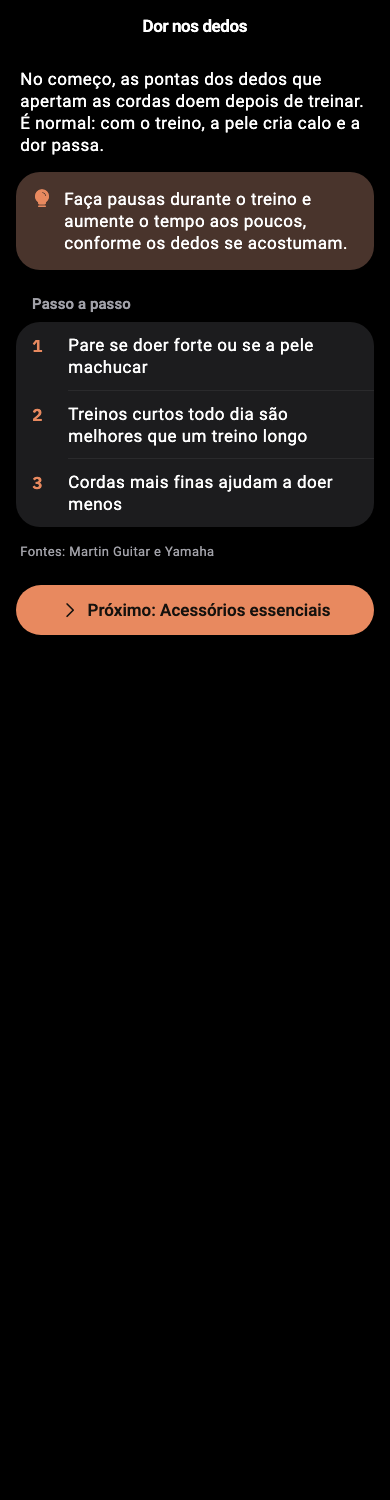 Dor nos dedos
No começo, as pontas dos dedos que
apertam as cordas doem depois de treinar.
É normal: com o treino, a pele cria calo e a
dor passa.
Faça pausas durante o treino e
aumente o tempo aos poucos,
conforme os dedos se acostumam.
Passo a passo
1 Pare se doer forte ou se a pele
machucar
2 Treinos curtos todo dia são
melhores que um treino longo
3 Cordas mais finas ajudam a doer
menos
Fontes: Martin Guitar e Yamaha
Próximo: Acessórios essenciais